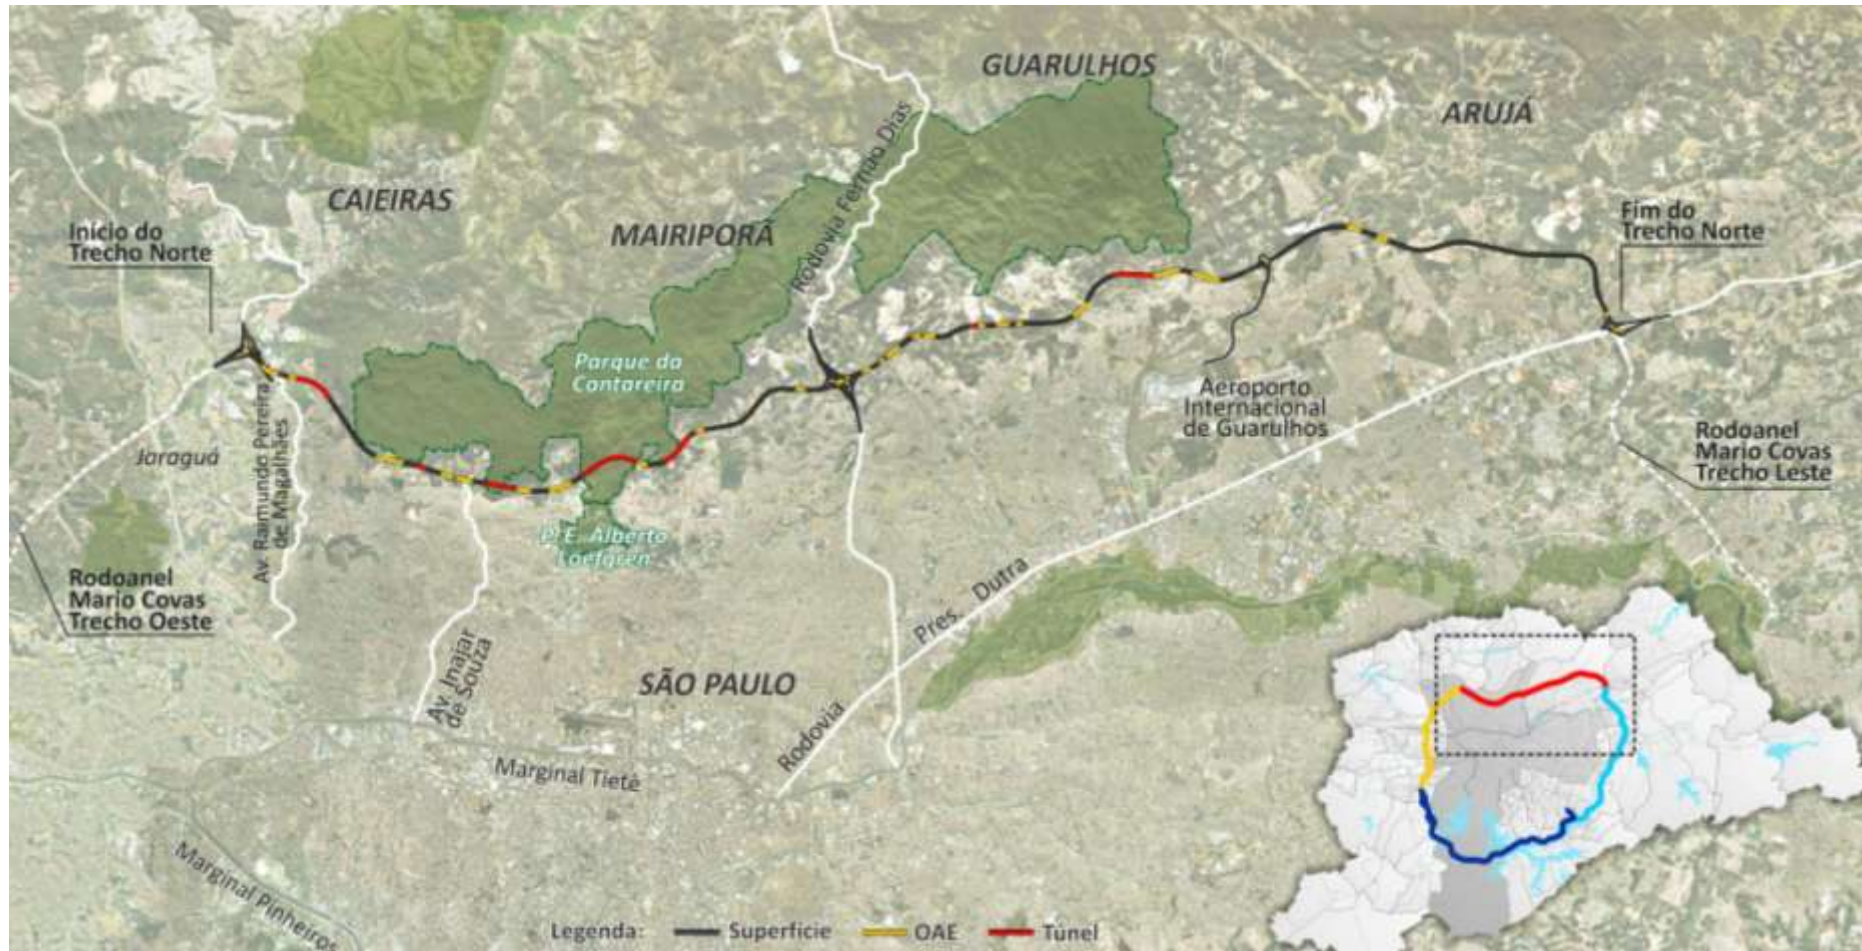 GUARULHOS
ARUJÁ
CAIEIRAS
MAIRIPORÃ
Rodovia Fernão Dias
Início do
Trecho Norte
Fim do
Trecho Norte
Parque da
Cantareira
Aeroporto
Internacional
de Guarulhos
Jaraguá
Av. Raimundo Pereira
de Magalhães
Rodoanel
Mario Covas
Trecho Leste
P. E. Alberto
Loefgren
Rodoanel
Mario Covas
Trecho Oeste
Rodovia Pres. Dutra
Av. Inajar
de Souza
SÃO PAULO
Marginal Tietê
Marginal Pinheiros
Legenda: Superfície OAE Túnel